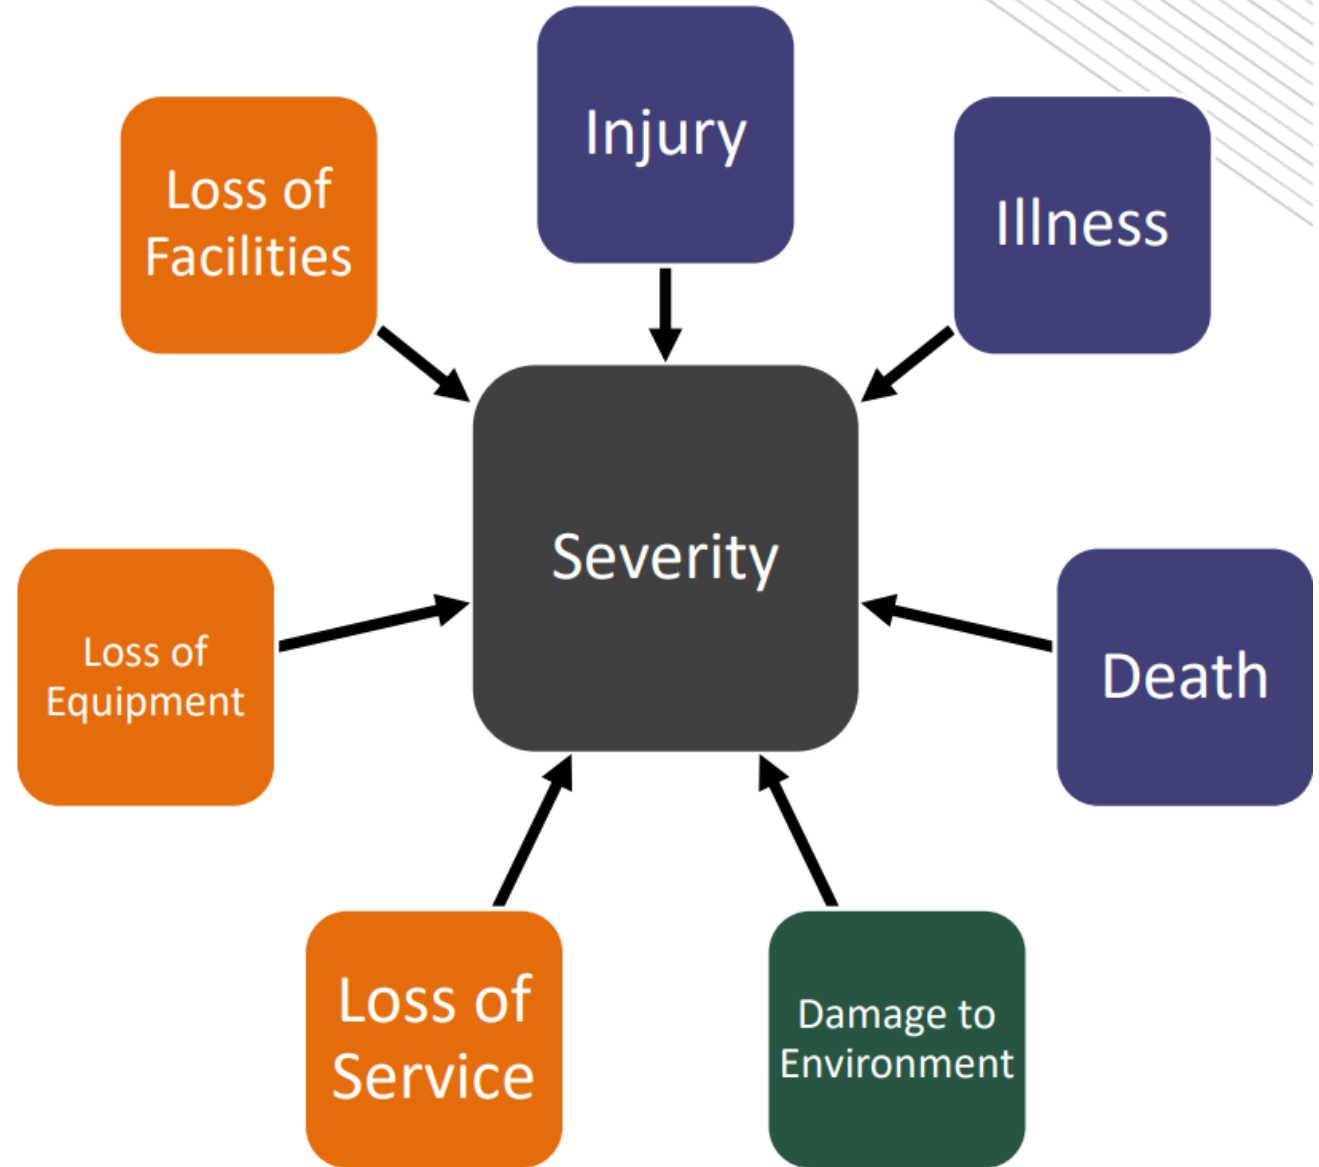 Injury
Loss of
Facilities
Illness
Severity
Loss of
Equipment
Death
Loss of
Service
Damage to
Environment